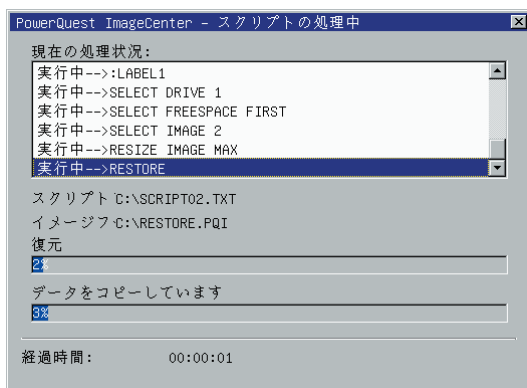 PowerQuest ImageCenter - スクリプトの処理中
現在の処理状況:
実行中-->:LABEL1
実行中-->SELECT DRIVE 1
実行中-->SELECT FREESPACE FIRST
実行中-->SELECT IMAGE 2
実行中-->RESIZE IMAGE MAX
実行中-->RESTORE
スクリプト C:\SCRIPT02.TXT
イメージフ C:\RESTORE.PQI
復元
2%
データをコピーしています
3%
経過時間: 00:00:01